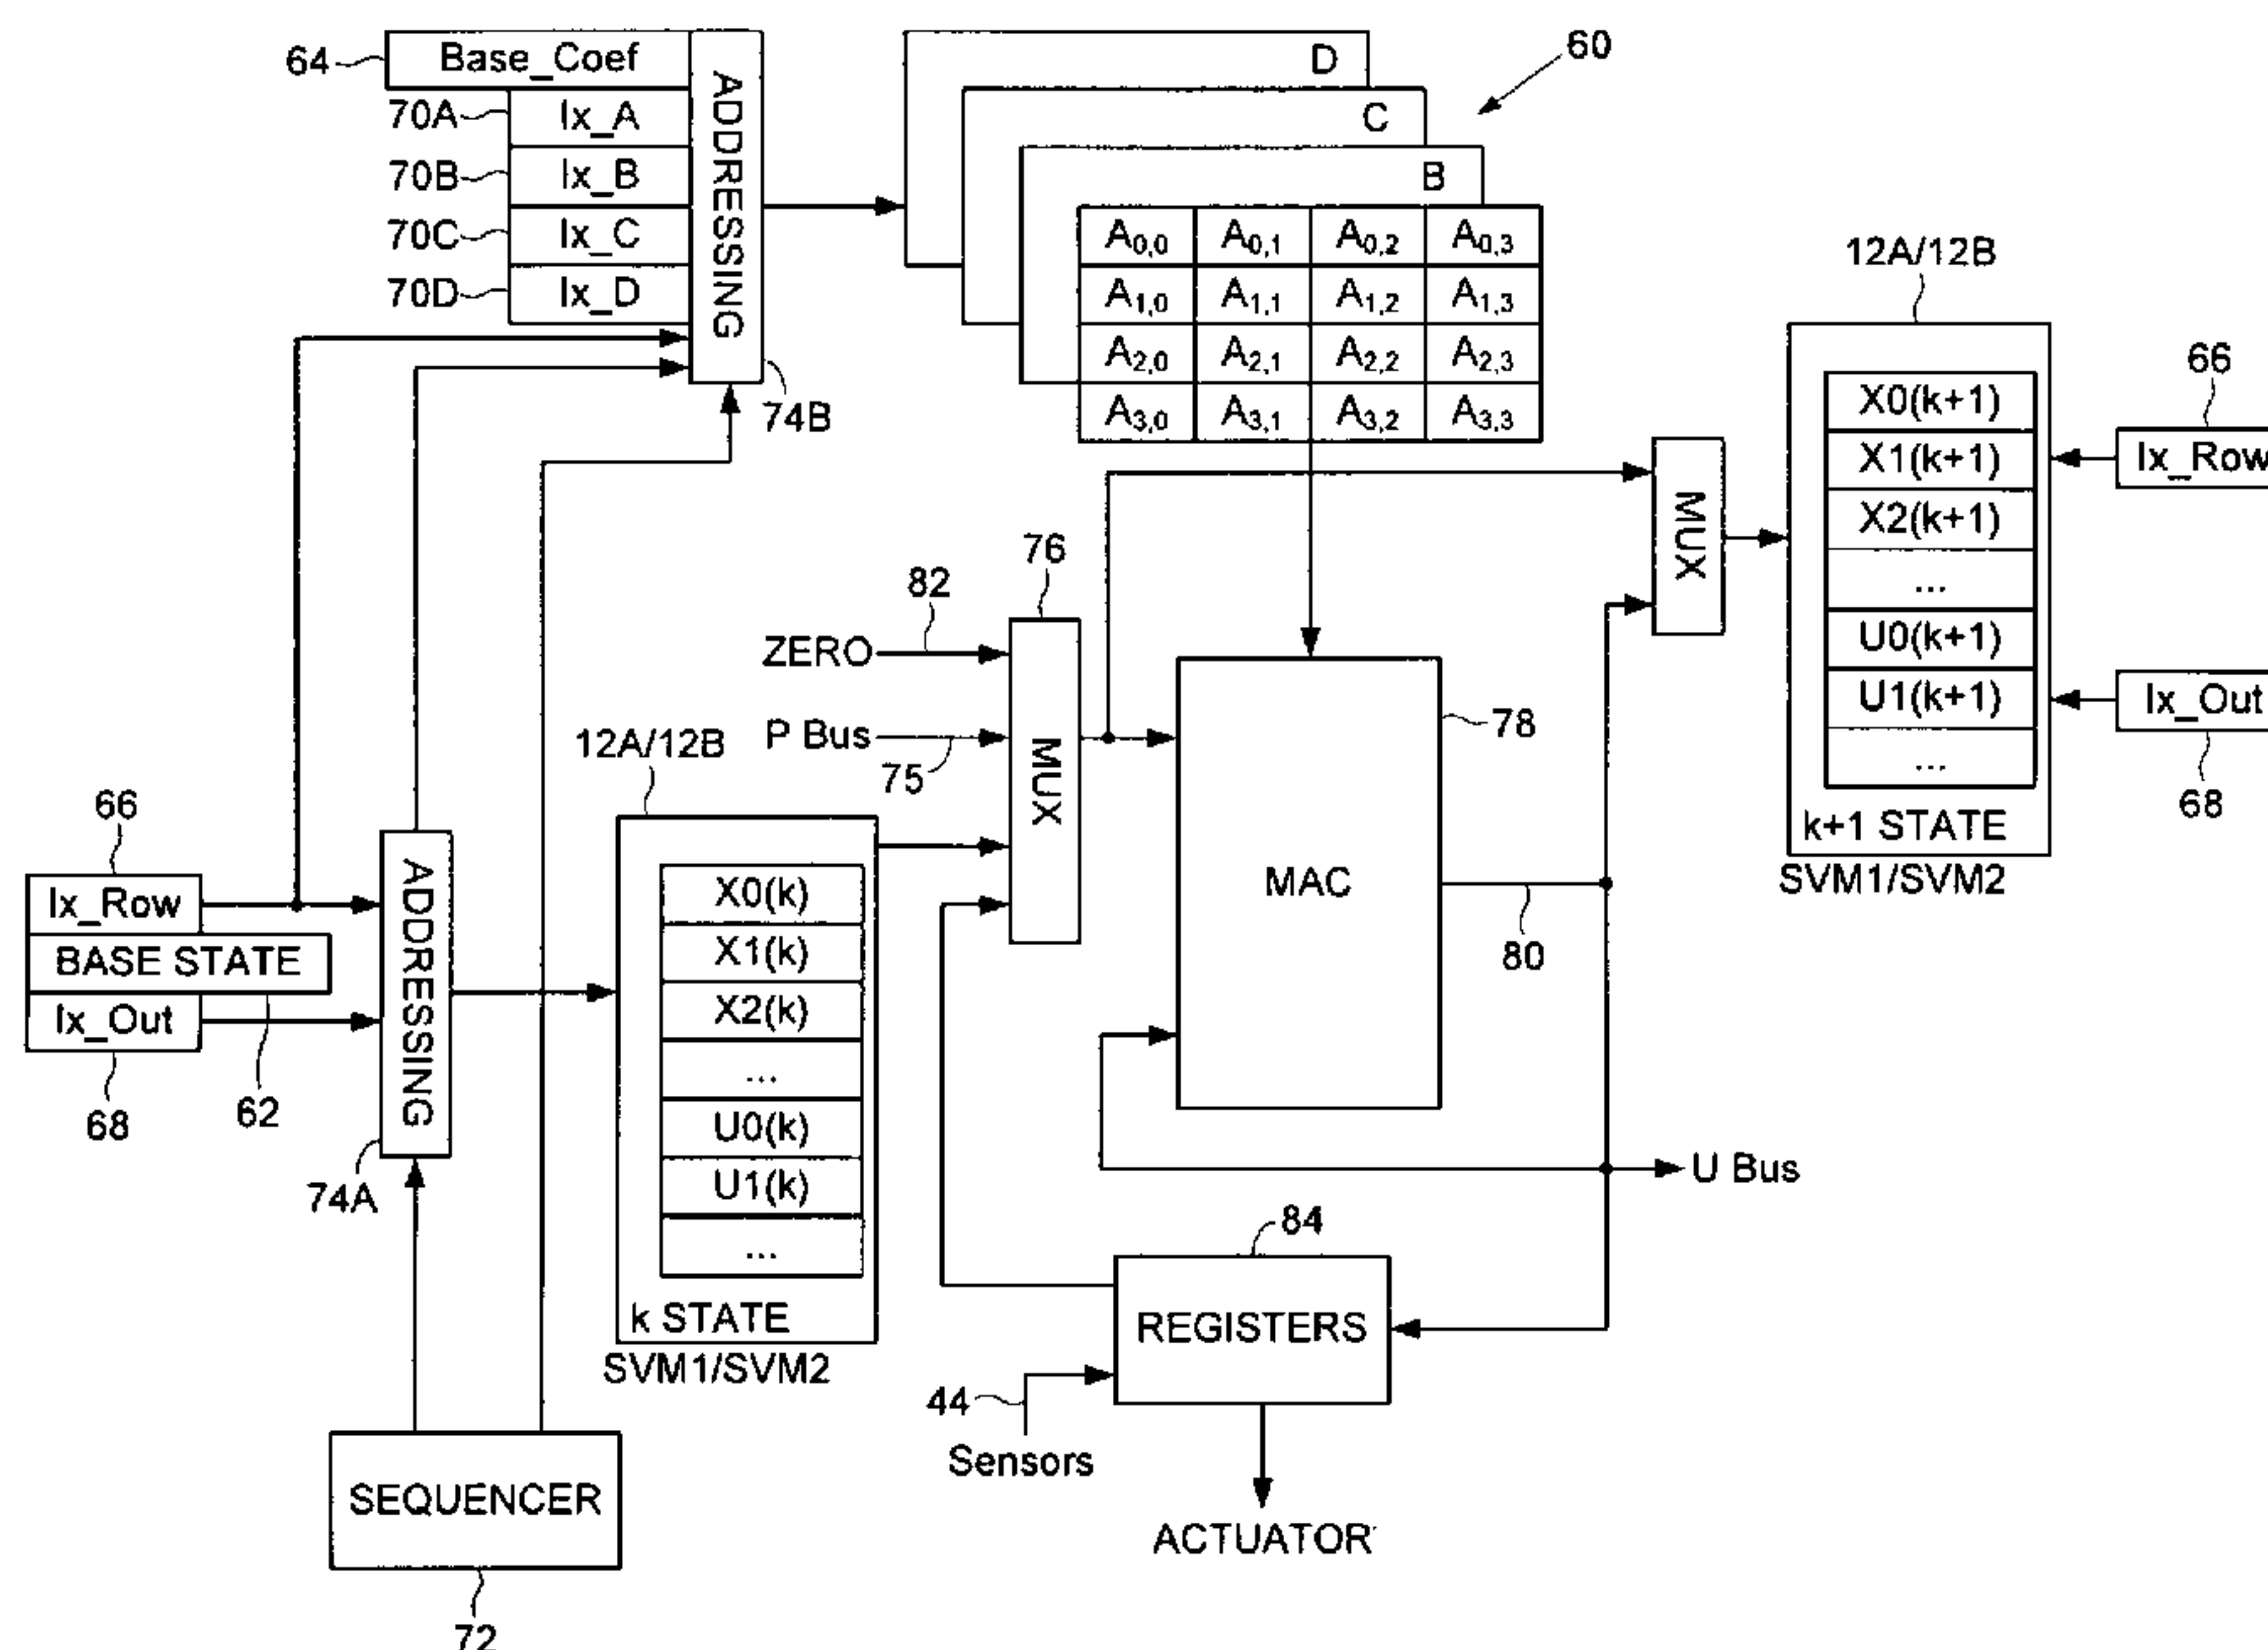 64
Base_Coef
70A
Ix_A
70B
Ix_B
70C
Ix_C
70D
Ix_D
ADDRESSING
74B
D
C
B
60
A0,0 A0,1 A0,2 A0,3
A1,0 A1,1 A1,2 A1,3
A2,0 A2,1 A2,2 A2,3
A3,0 A3,1 A3,2 A3,3
12A/12B
X0(k+1)
X1(k+1)
X2(k+1)
...
U0(k+1)
U1(k+1)
...
k+1 STATE
SVM1/SVM2
66
Ix_Row
Ix_Out
68
MUX
76
82
ZERO
P Bus
75
MUX
MAC
78
80
U Bus
66
Ix_Row
BASE STATE
Ix_Out
68
62
ADDRESSING
74A
12A/12B
X0(k)
X1(k)
X2(k)
...
U0(k)
U1(k)
...
k STATE
SVM1/SVM2
84
REGISTERS
44
Sensors
ACTUATOR
SEQUENCER
72